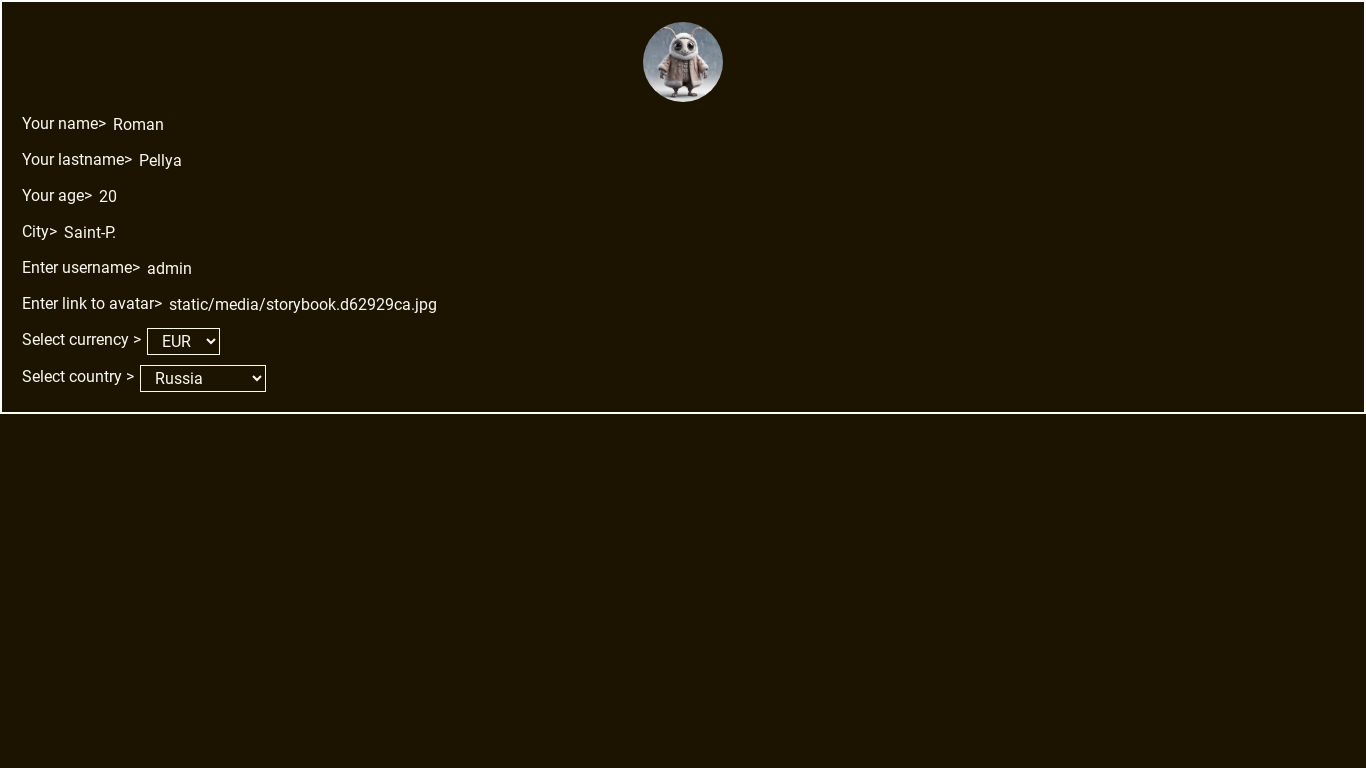 Your name> Roman
Your lastname> Pellya
Your age> 20
City> Saint-P.
Enter username> admin
Enter link to avatar> static/media/storybook.d62929ca.jpg
Select currency > EUR
Select country > Russia